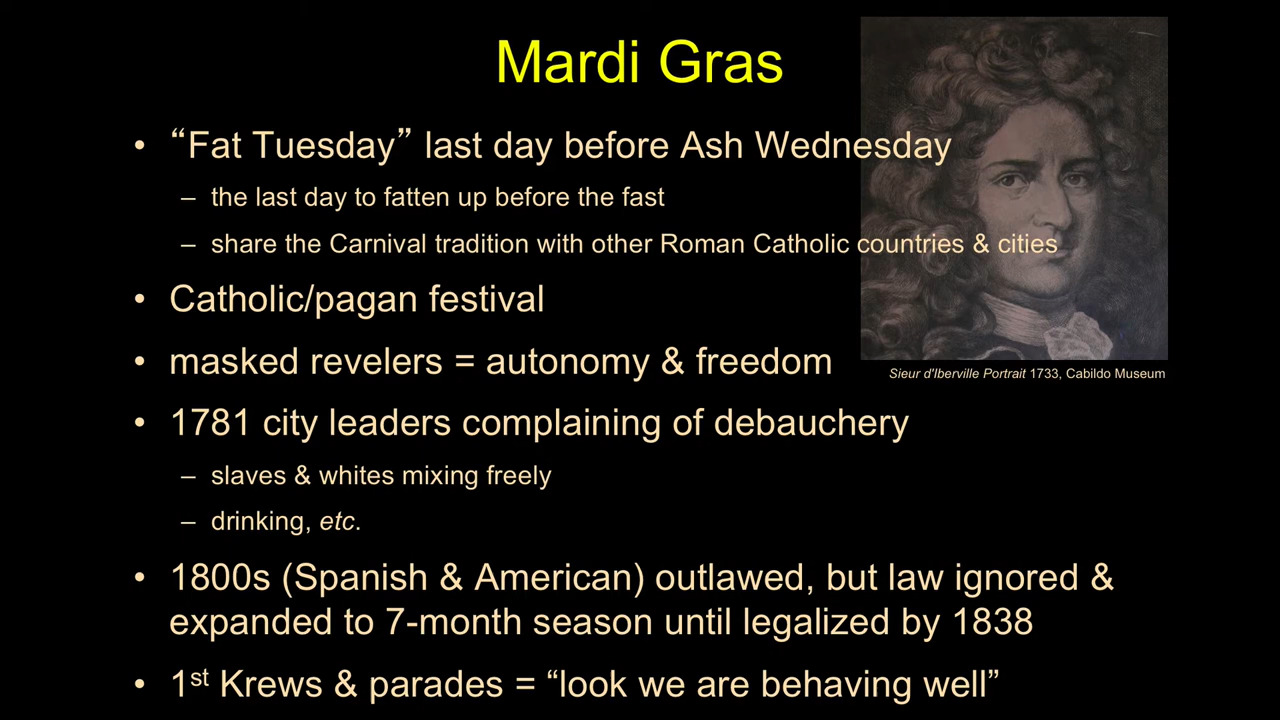 Mardi Gras
• “Fat Tuesday” last day before Ash Wednesday
– the last day to fatten up before the fast
– share the Carnival tradition with other Roman Catholic countries & cities
• Catholic/pagan festival
• masked revelers = autonomy & freedom
Sieur d'Iberville Portrait 1733, Cabildo Museum
• 1781 city leaders complaining of debauchery
– slaves & whites mixing freely
– drinking, etc.
• 1800s (Spanish & American) outlawed, but law ignored &
expanded to 7-month season until legalized by 1838
• 1st Krews & parades = “look we are behaving well”